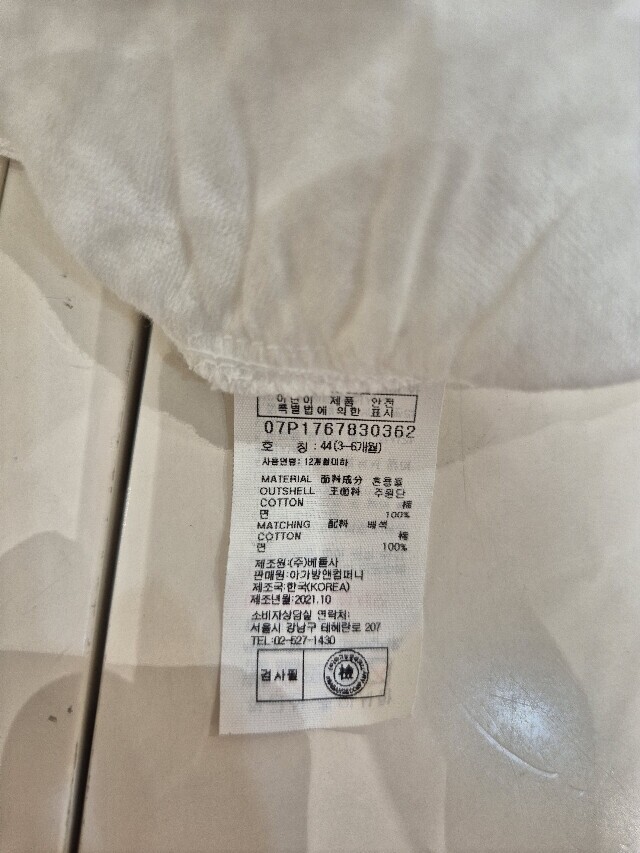 어린이 제품 안전
특별법에 의한 표시
07P1767830362
호 칭 : 44(3-6개월)
사용연령: 12개월미하
MATERIAL 面料成分 혼용율
OUTSHELL 主面料 주원단
COTTON 棉
면 100%
MATCHING 配料 배색
COTTON 棉
면 100%
제조원:(주)베틀사
판매원:아가방앤컴퍼니
제조국:한국(KOREA)
제조년월:2021.10
소비자상담실 연락처:
서울시 강남구 테헤란로 207
TEL:02-527-1430
검사필
檢